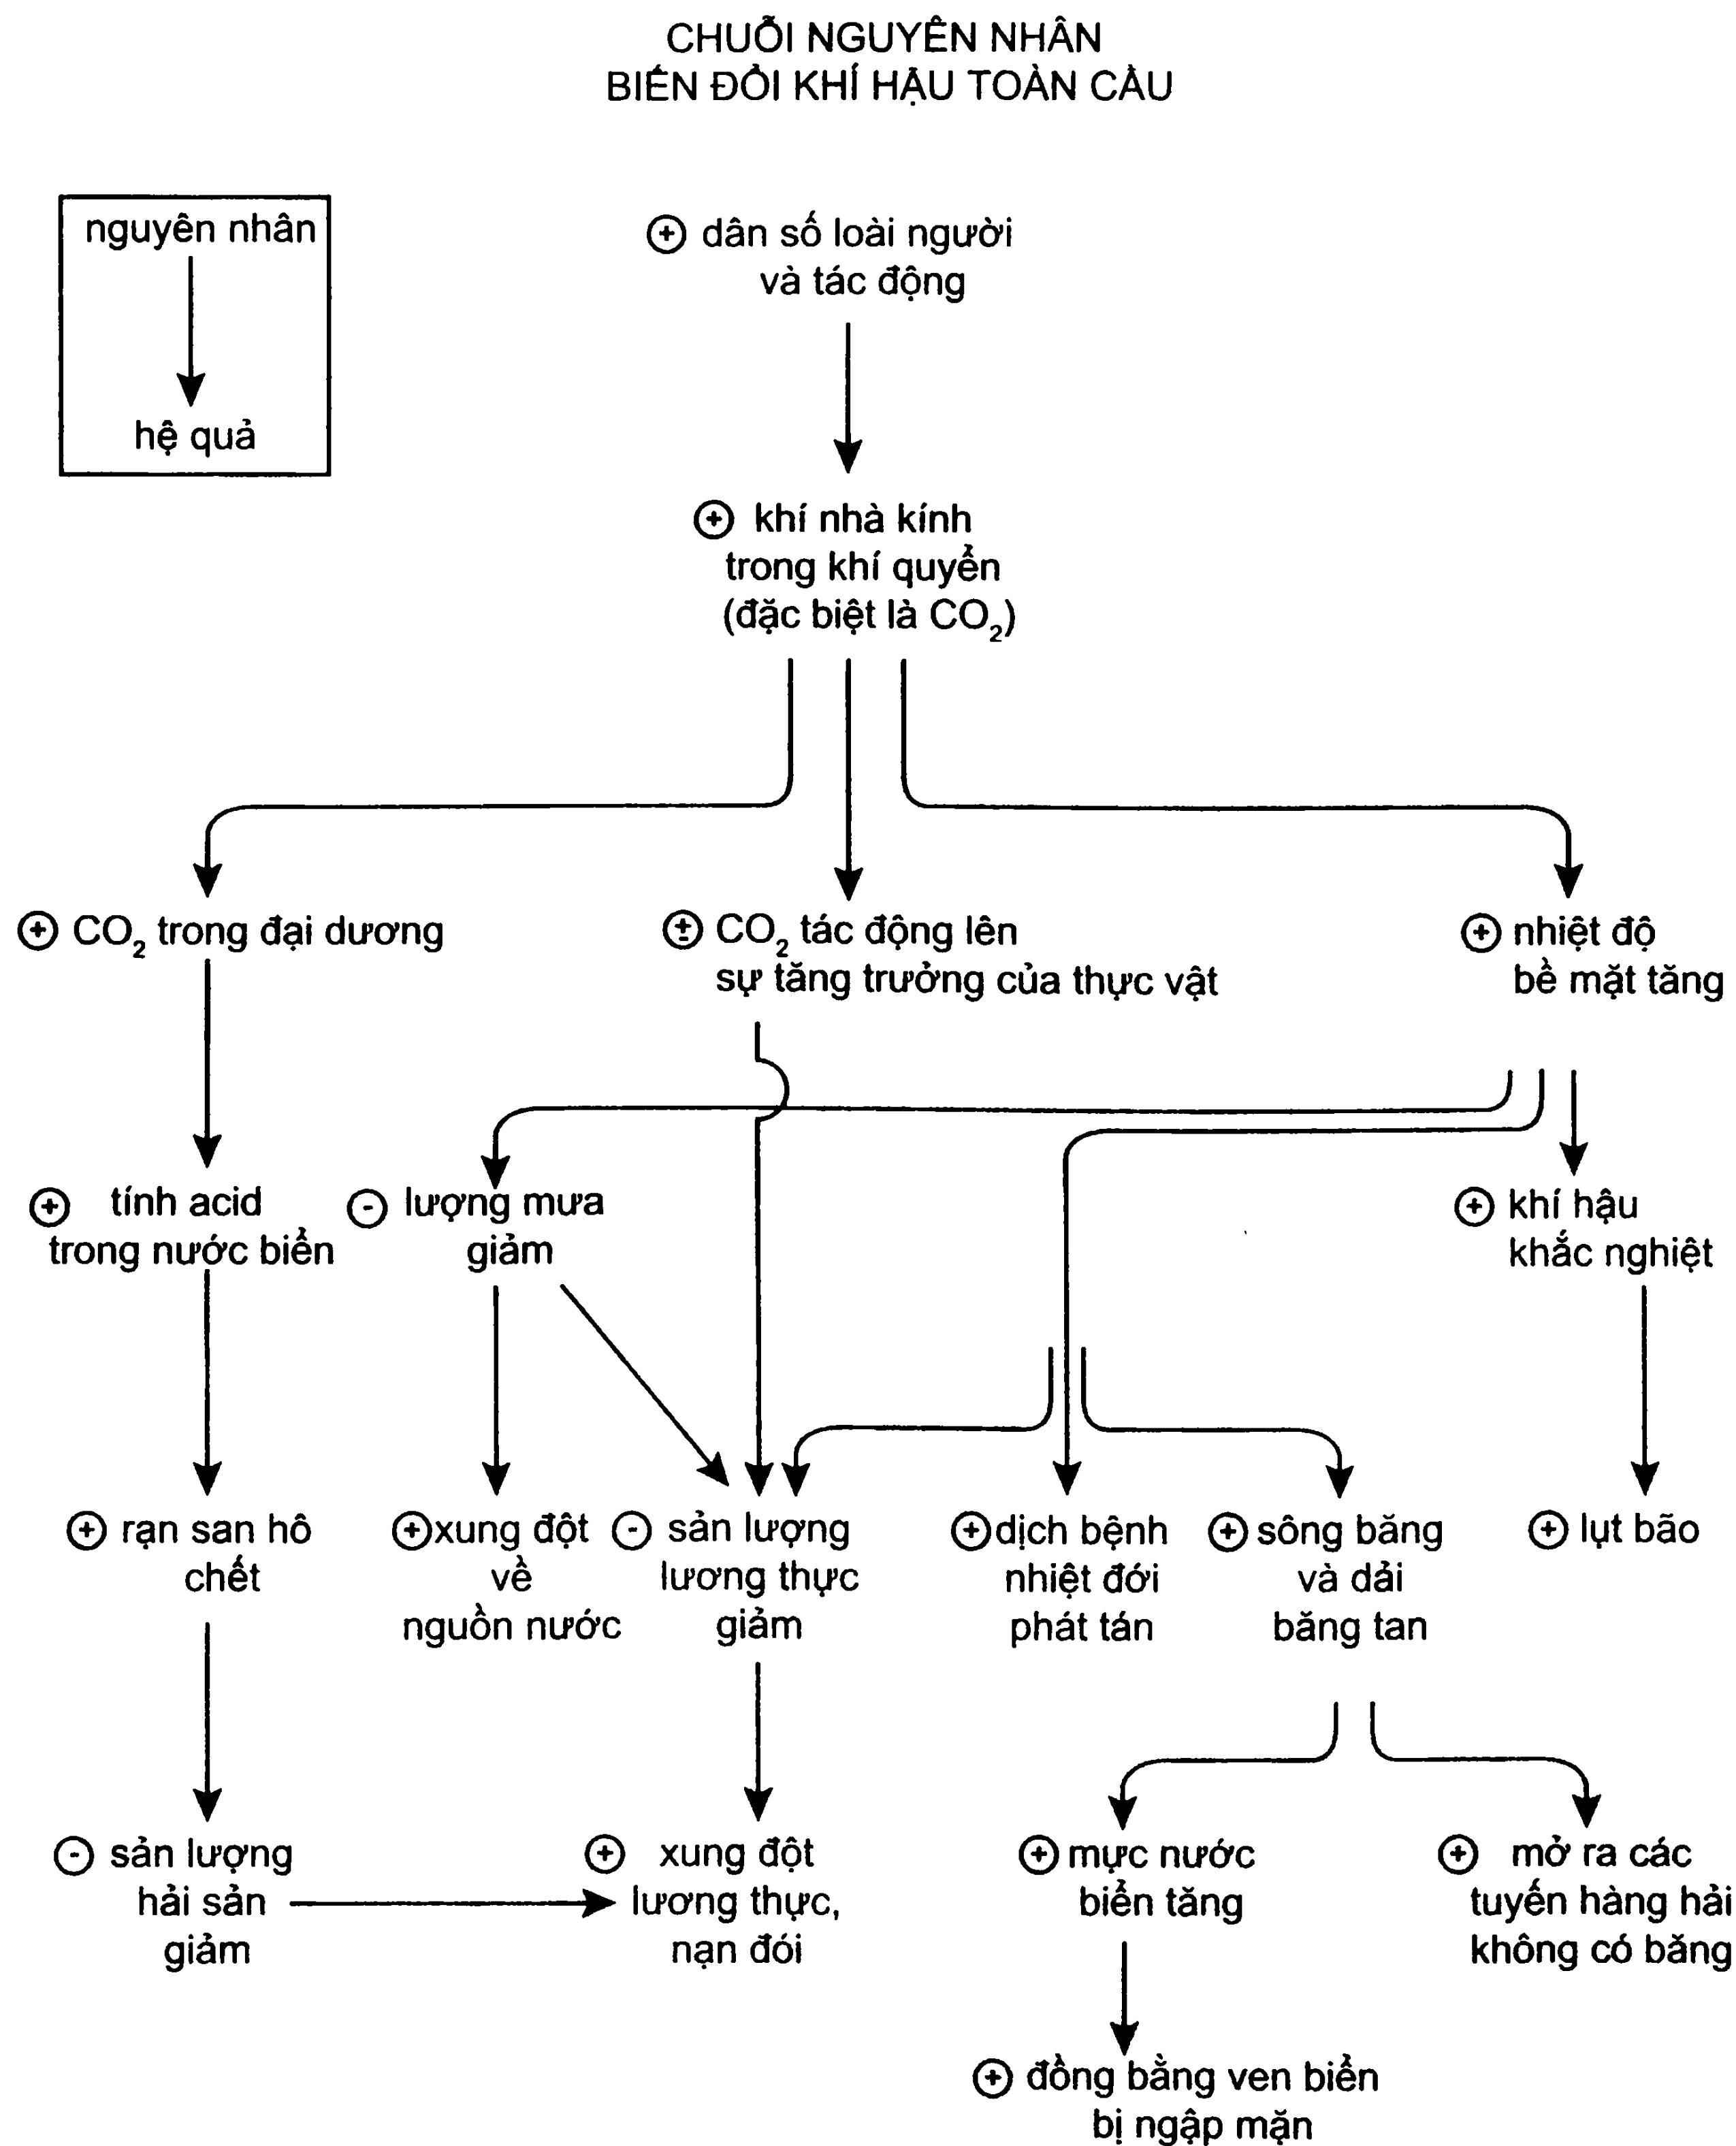 CHUỖI NGUYÊN NHÂN
BIẾN ĐỔI KHÍ HẬU TOÀN CẦU
nguyên nhân
hệ quả
⊕ dân số loài người
và tác động
⊕ khí nhà kính
trong khí quyển
(đặc biệt là CO₂)
⊕ CO₂ trong đại dương
± CO₂ tác động lên
sự tăng trưởng của thực vật
⊕ nhiệt độ
bề mặt tăng
⊕ tính acid
trong nước biển
⊖ lượng mưa
giảm
⊕ khí hậu
khắc nghiệt
⊕ rạn san hô
chết
⊕ xung đột
về
nguồn nước
⊖ sản lượng
lương thực
giảm
⊕ dịch bệnh
nhiệt đới
phát tán
⊕ sông băng
và dải
băng tan
⊕ lụt bão
⊖ sản lượng
hải sản
giảm
⊕ xung đột
lương thực,
nạn đói
⊕ mực nước
biển tăng
⊕ mở ra các
tuyến hàng hải
không có băng
⊕ đồng bằng ven biển
bị ngập mặn